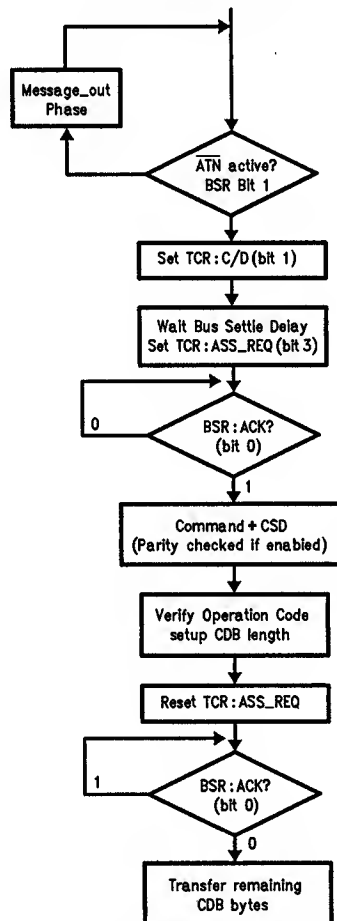 Message_out
Phase
ATN active?
BSR Bit 1
Set TCR:C/D(bit 1)
Wait Bus Settle Delay
Set TCR:ASS_REQ(bit 3)
0
BSR:ACK?
(bit 0)
1
Command+CSD
(Parity checked if enabled)
Verify Operation Code
setup CDB length
Reset TCR:ASS_REQ
1
BSR:ACK?
(bit 0)
0
Transfer remaining
CDB bytes